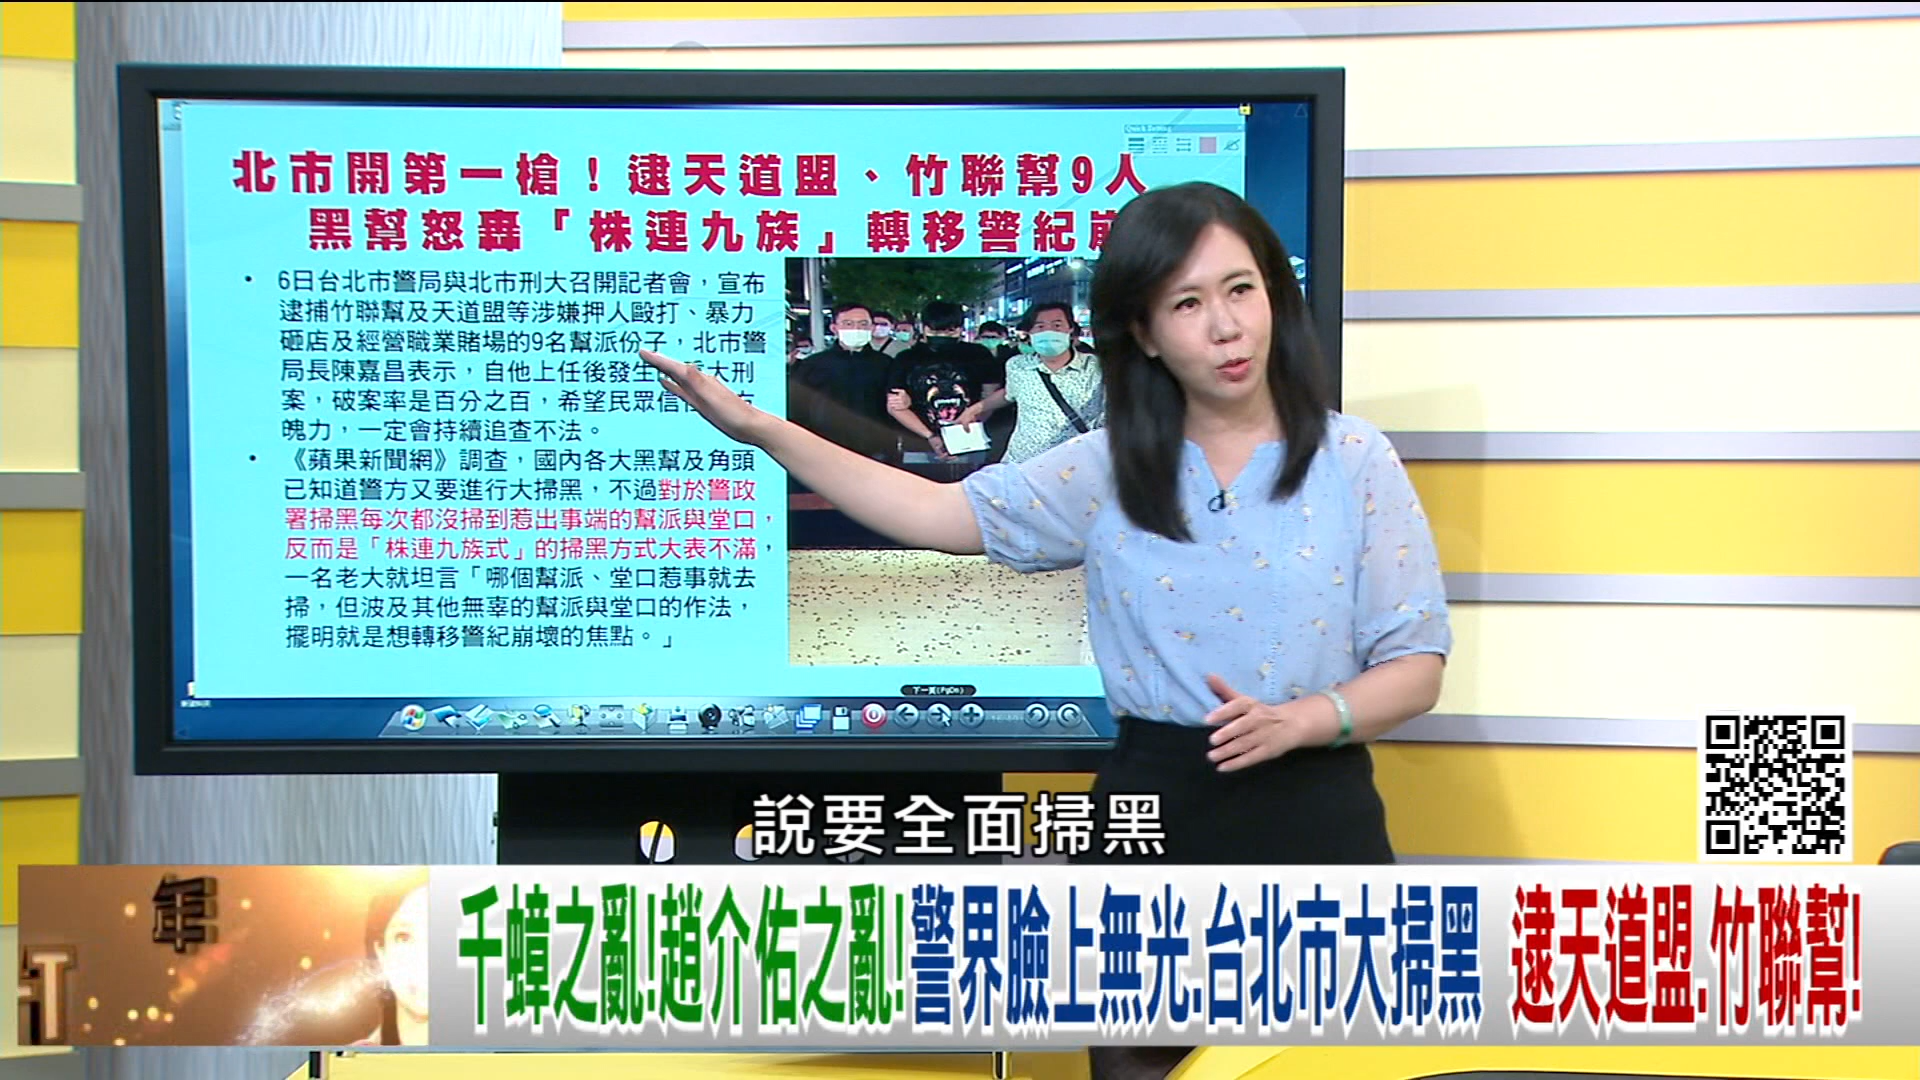 北市開第一槍！逮天道盟、竹聯幫9人
黑幫怒轟「株連九族」轉移警紀崩
• 6日台北市警局與北市刑大召開記者會，宣布
逮捕竹聯幫及天道盟等涉嫌押人毆打、暴力
砸店及經營職業賭場的9名幫派份子，北市警
局長陳嘉昌表示，自他上任後發生 大刑
案，破案率是百分之百，希望民眾信
魄力，一定會持續追查不法。
• 《蘋果新聞網》調查，國內各大黑幫及角頭
已知道警方又要進行大掃黑，不過對於警政
署掃黑每次都沒掃到惹出事端的幫派與堂口，
反而是「株連九族式」的掃黑方式大表不滿，
一名老大就坦言「哪個幫派、堂口惹事就去
掃，但波及其他無辜的幫派與堂口的作法，
擺明就是想轉移警紀崩壞的焦點。」
下一頁(PgDn)
說要全面掃黑
年
千蟑之亂!趙介佑之亂!警界臉上無光.台北市大掃黑 逮天道盟.竹聯幫!